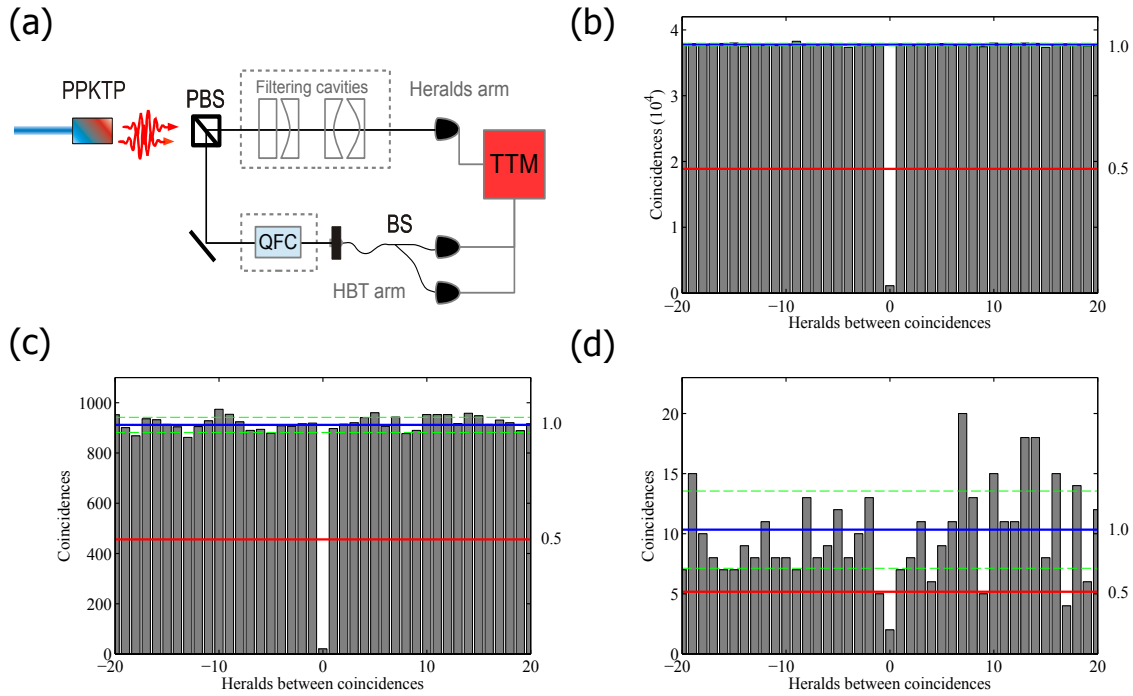 (a)
PPKTP
PBS
Filtering cavities
Heralds arm
TTM
QFC
BS
HBT arm
(b)
Coincidences (10⁴)
4
3
2
1
0
−20 −10 0 10 20
Heralds between coincidences
1.0
0.5
(c)
Coincidences
1000
800
600
400
200
0
−20 −10 0 10 20
Heralds between coincidences
1.0
0.5
(d)
Coincidences
20
15
10
5
0
−20 −10 0 10 20
Heralds between coincidences
1.0
0.5